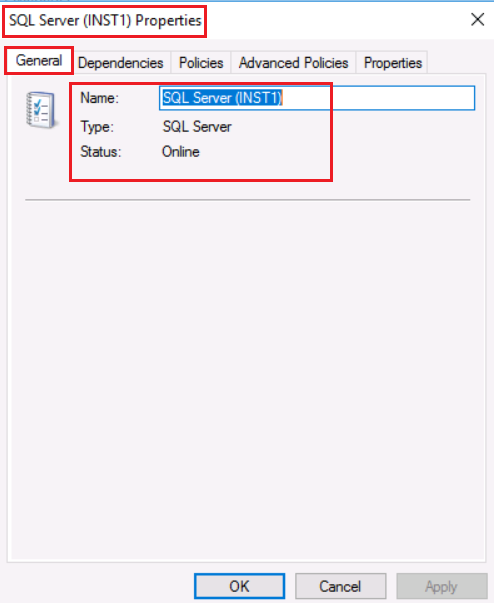 SQL Server (INST1) Properties
General Dependencies Policies Advanced Policies Properties
Name: SQL Server (INST1)
Type: SQL Server
Status: Online
OK Cancel Apply